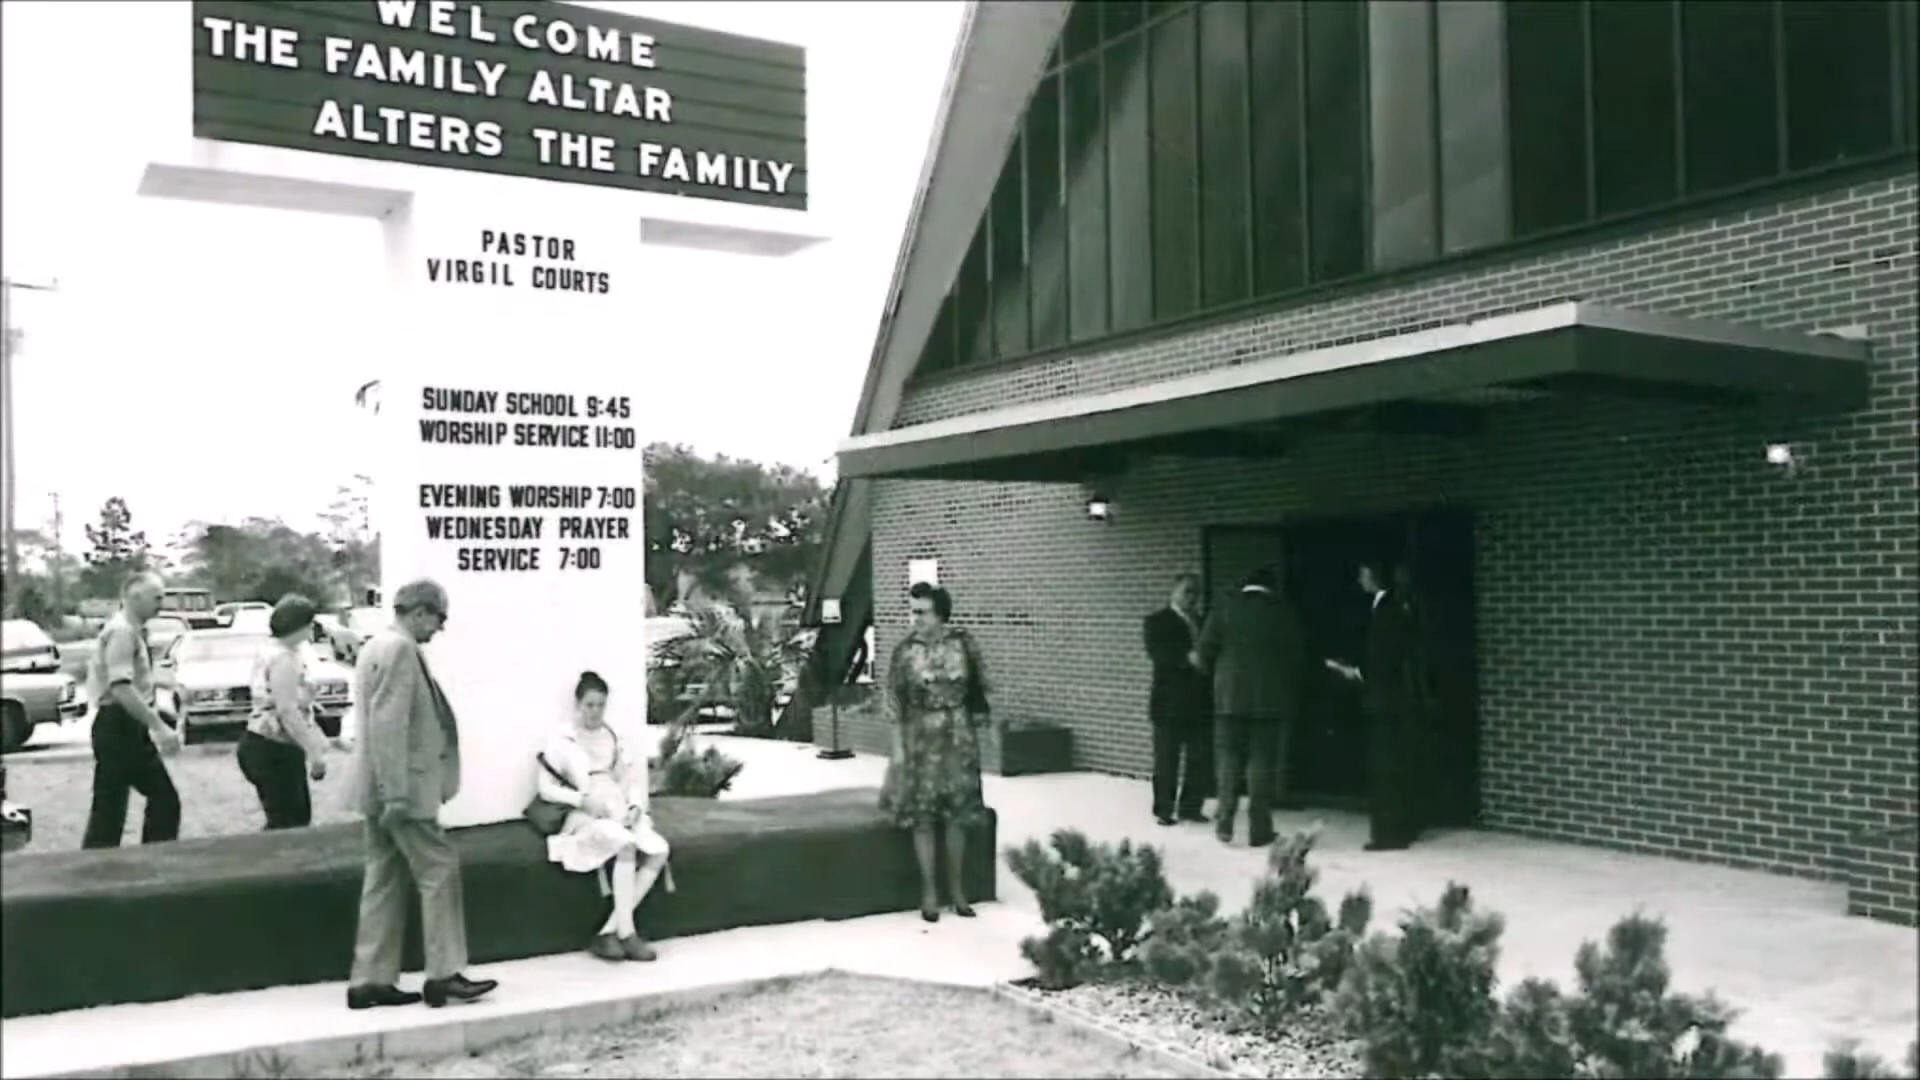 WELCOME
THE FAMILY ALTAR
ALTERS THE FAMILY
PASTOR
VIRGIL COURTS
SUNDAY SCHOOL 9:45
WORSHIP SERVICE 11:00
EVENING WORSHIP 7:00
WEDNESDAY PRAYER
SERVICE 7:00